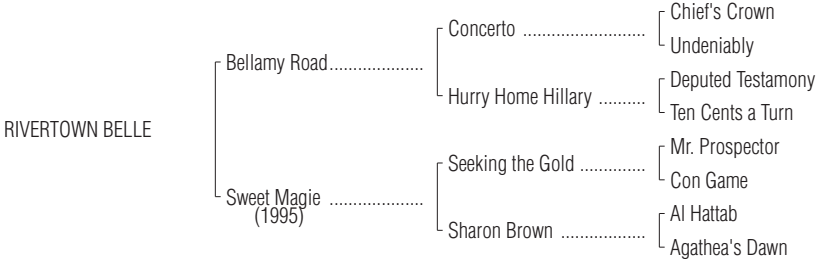 Chief's Crown
Concerto ..........................
Undeniably
Bellamy Road....................
Deputed Testamony
Hurry Home Hillary ..........
Ten Cents a Turn
RIVERTOWN BELLE
Mr. Prospector
Seeking the Gold ..............
Con Game
Sweet Magie ....................
(1995)
Al Hattab
Sharon Brown ..................
Agathea's Dawn